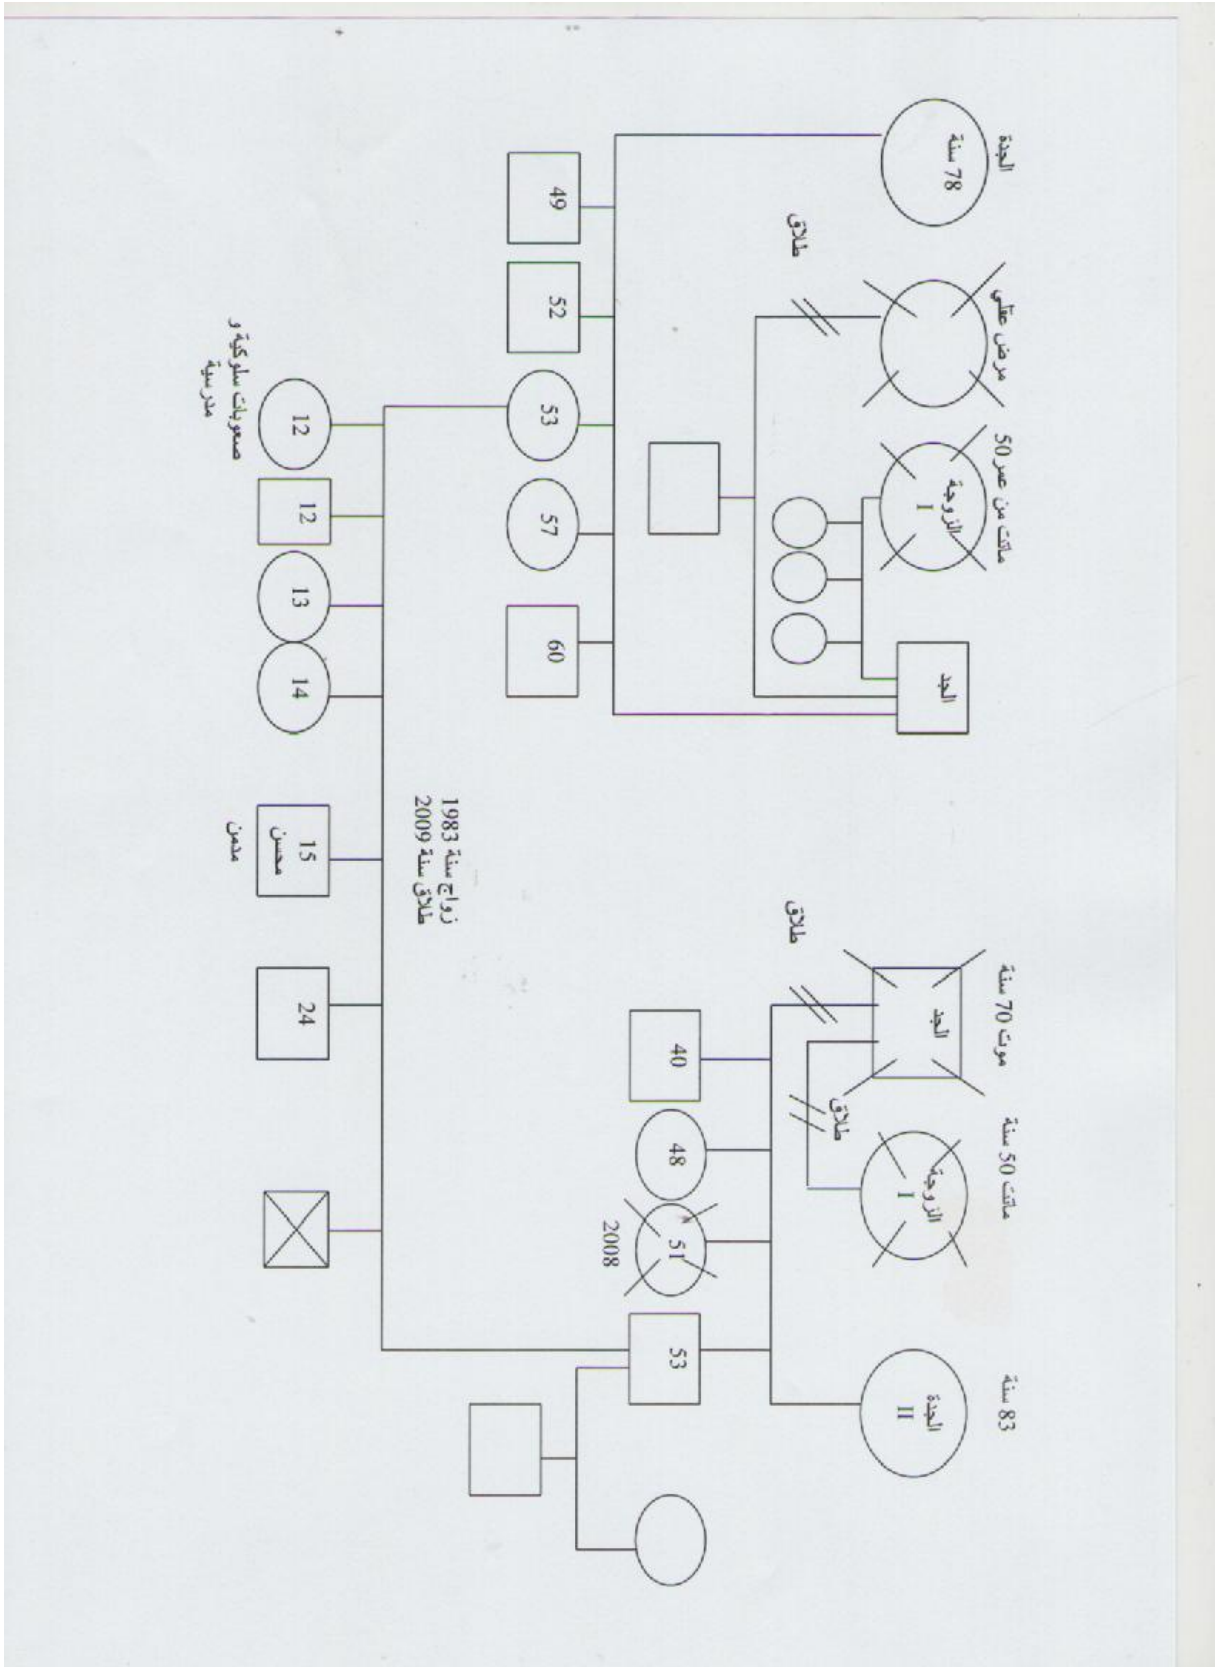 الجدة
78 سنة
طلاق
مرض عقلي
ماتت من عمر 50
الزوجة
I
الجد
موت 70 سنة
الجد
طلاق
طلاق
ماتت 50 سنة
الزوجة
I
83 سنة
الجدة
II
49
52
53
57
60
40
48
51
2008
53
زواج سنة 1983
طلاق سنة 2009
12
12
13
14
15
محسن
24
صعوبات سلوكية و
مدرسية
مدمن